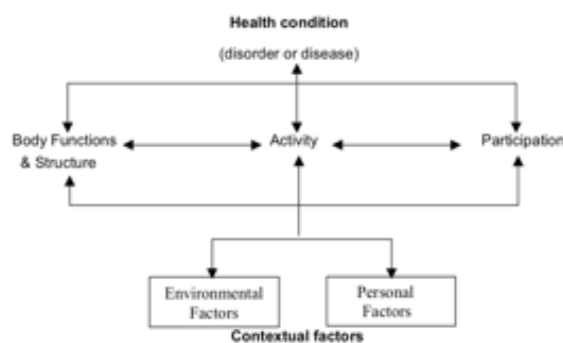 Health condition
(disorder or disease)
Body Functions
& Structure
Activity
Participation
Environmental
Factors
Personal
Factors
Contextual factors